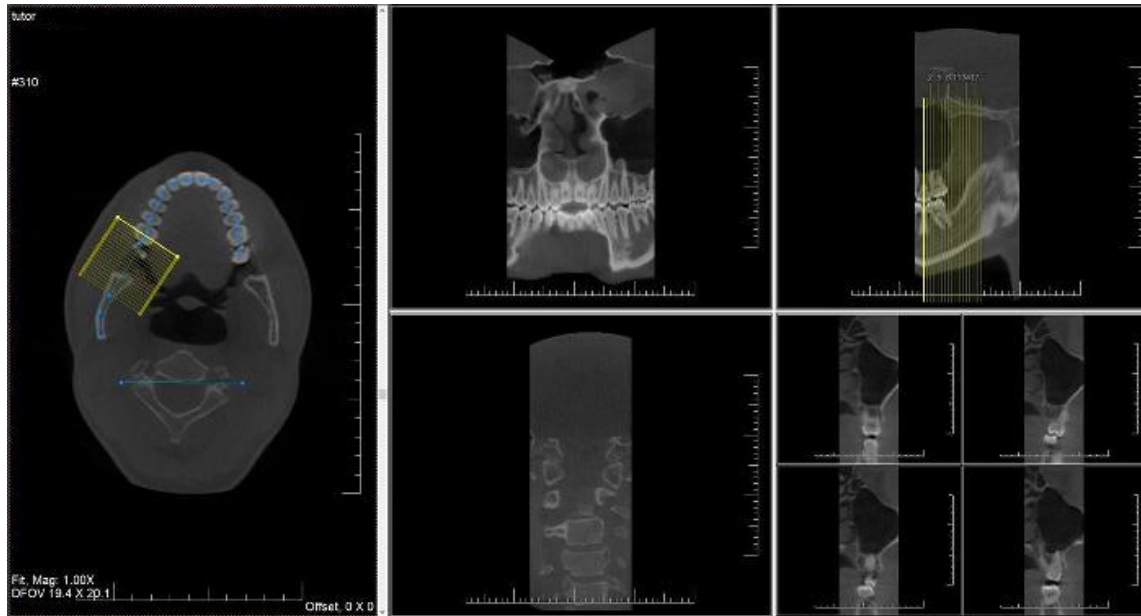 tutor
#310
Fit, Mag: 1.00X
DFOV 19.4 X 20.1
Offset, 0 X 0